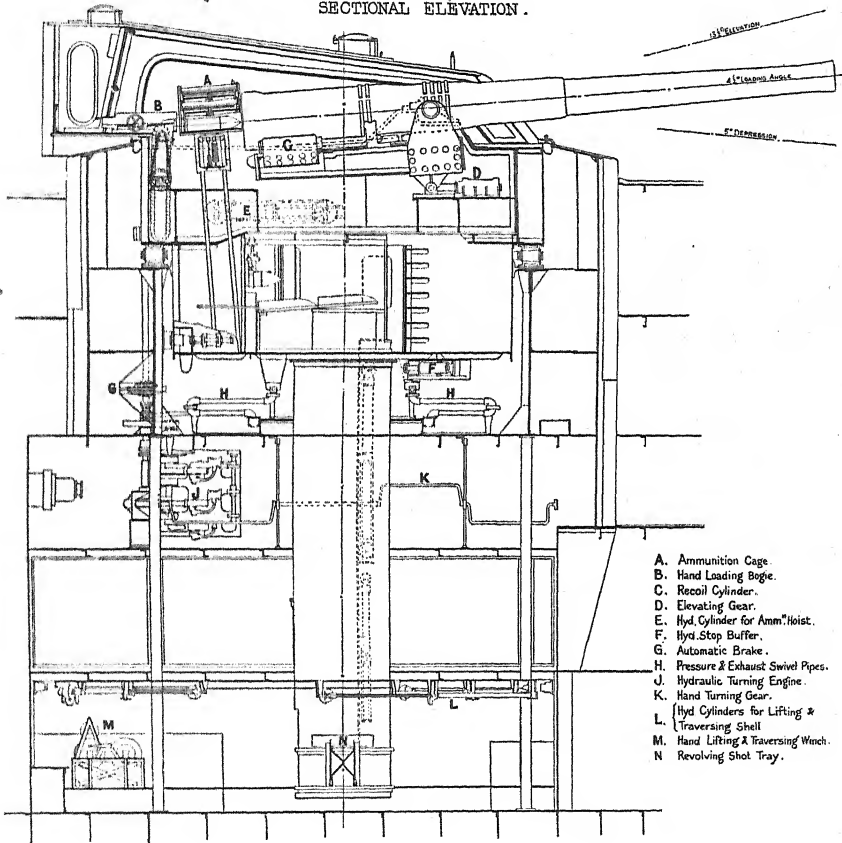 SECTIONAL ELEVATION.
13½° ELEVATION
4½° LOADING ANGLE
5° DEPRESSION
A
B
G
D
E
F
G
H
H
J
K
L
M
N
A. Ammunition Cage.
B. Hand Loading Bogie.
C. Recoil Cylinder.
D. Elevating Gear.
E. Hyd. Cylinder for Ammⁿ. Hoist.
F. Hyd. Stop Buffer.
G. Automatic Brake.
H. Pressure & Exhaust Swivel Pipes.
J. Hydraulic Turning Engine.
K. Hand Turning Gear.
L. {Hyd Cylinders for Lifting &
Traversing Shell
M. Hand Lifting & Traversing Winch.
N Revolving Shot Tray.